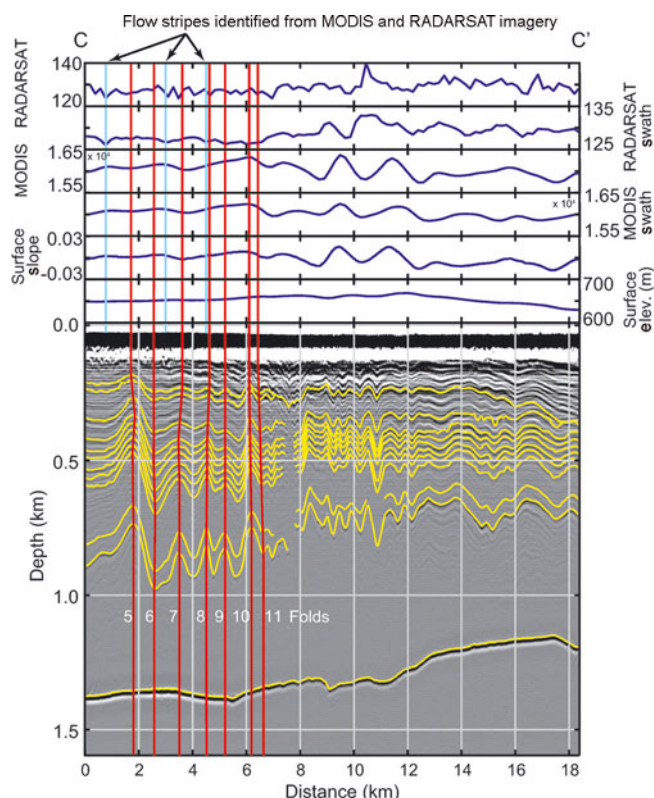 Flow stripes identified from MODIS and RADARSAT imagery
C C'
RADARSAT
140
120
135
125
RADARSAT
swath
MODIS
1.65
1.55
x 10⁴
1.65
1.55
x 10⁴
MODIS
swath
Surface
slope
0.03
-0.03
700
600
Surface
elev. (m)
0.0
0.5
1.0
1.5
Depth (km)
5 6 7 8 9 10 11 Folds
0 2 4 6 8 10 12 14 16 18
Distance (km)